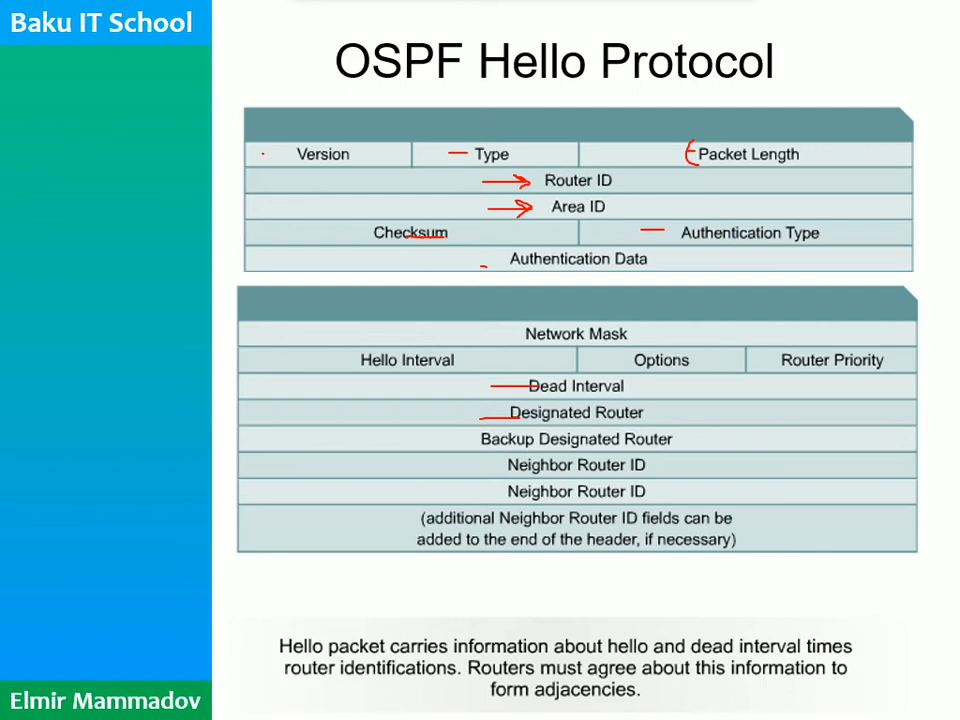 Baku IT School
OSPF Hello Protocol
Version Type Packet Length
Router ID
Area ID
Checksum Authentication Type
Authentication Data
Network Mask
Hello Interval Options Router Priority
Dead Interval
Designated Router
Backup Designated Router
Neighbor Router ID
Neighbor Router ID
(additional Neighbor Router ID fields can be
added to the end of the header, if necessary)
Hello packet carries information about hello and dead interval times
router identifications. Routers must agree about this information to
form adjacencies.
Elmir Mammadov